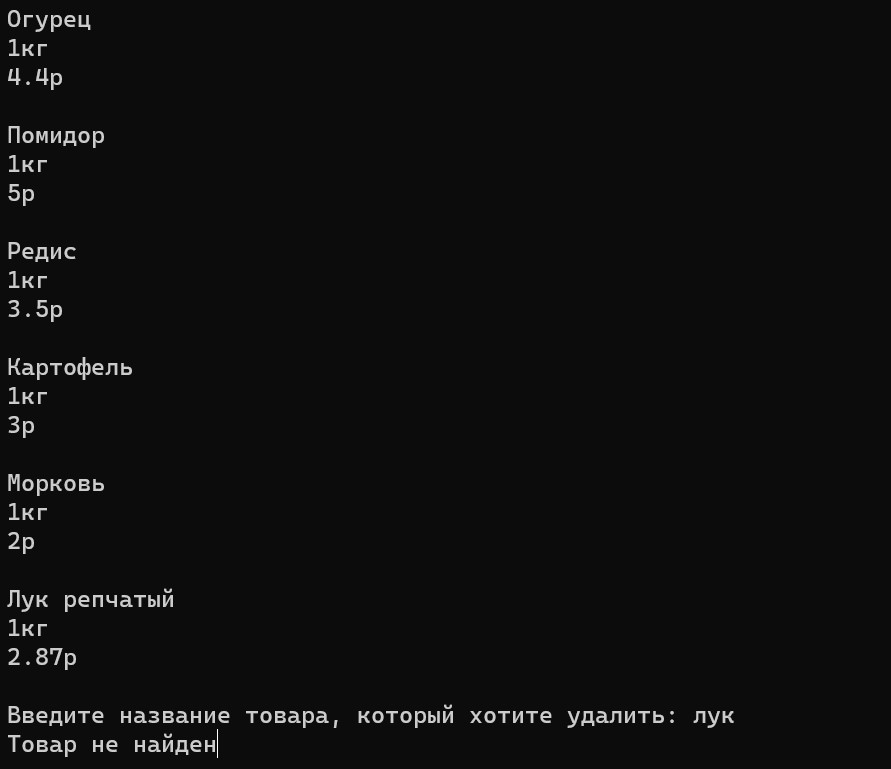 Огурец
1кг
4.4р
Помидор
1кг
5р
Редис
1кг
3.5р
Картофель
1кг
3р
Морковь
1кг
2р
Лук репчатый
1кг
2.87р
Введите название товара, который хотите удалить: лук
Товар не найден